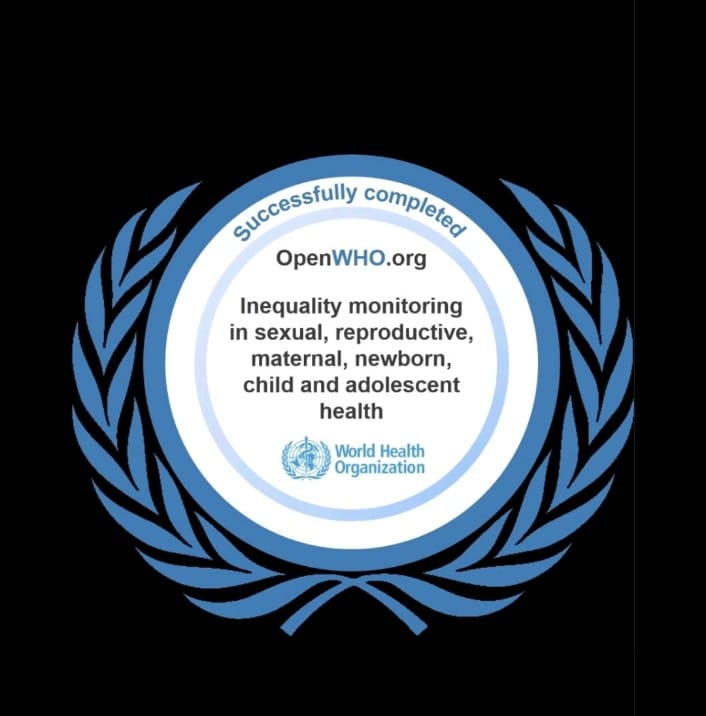 Successfully completed
OpenWHO.org
Inequality monitoring
in sexual, reproductive,
maternal, newborn,
child and adolescent
health
World Health
Organization